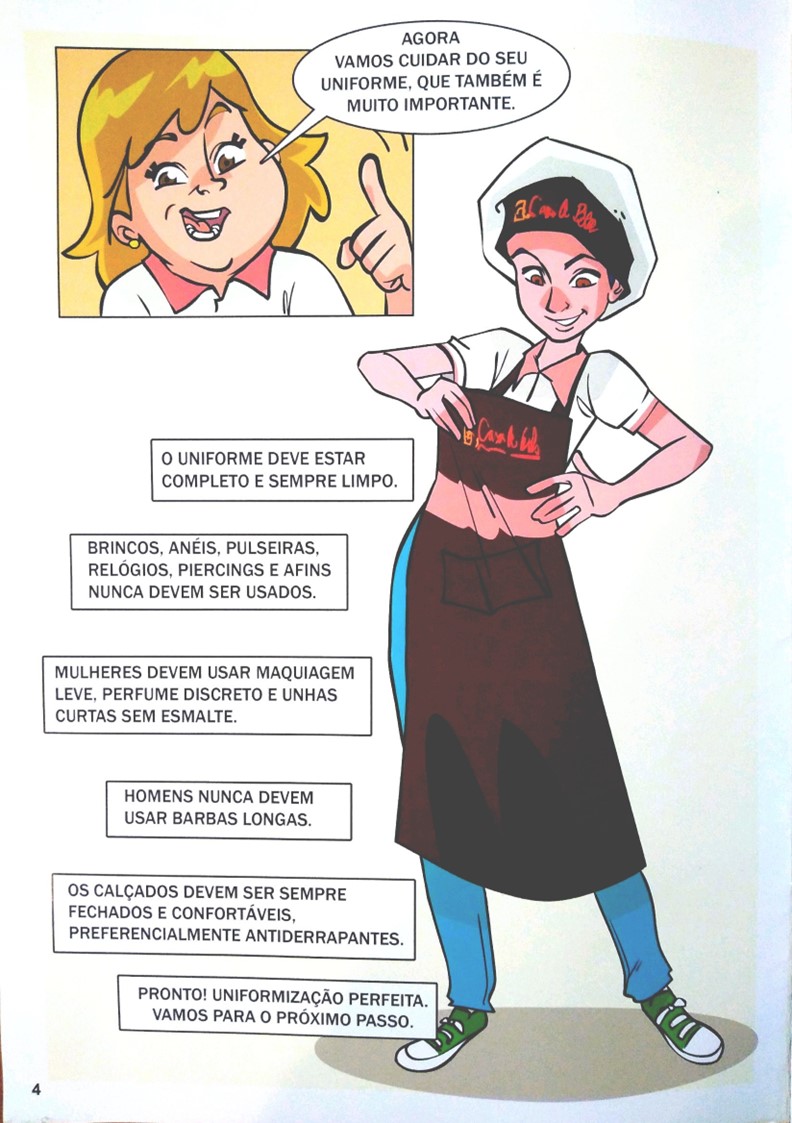 AGORA
VAMOS CUIDAR DO SEU
UNIFORME, QUE TAMBÉM É
MUITO IMPORTANTE.
O UNIFORME DEVE ESTAR
COMPLETO E SEMPRE LIMPO.
BRINCOS, ANÉIS, PULSEIRAS,
RELÓGIOS, PIERCINGS E AFINS
NUNCA DEVEM SER USADOS.
MULHERES DEVEM USAR MAQUIAGEM
LEVE, PERFUME DISCRETO E UNHAS
CURTAS SEM ESMALTE.
HOMENS NUNCA DEVEM
USAR BARBAS LONGAS.
OS CALÇADOS DEVEM SER SEMPRE
FECHADOS E CONFORTÁVEIS,
PREFERENCIALMENTE ANTIDERRAPANTES.
PRONTO! UNIFORMIZAÇÃO PERFEITA.
VAMOS PARA O PRÓXIMO PASSO.
4